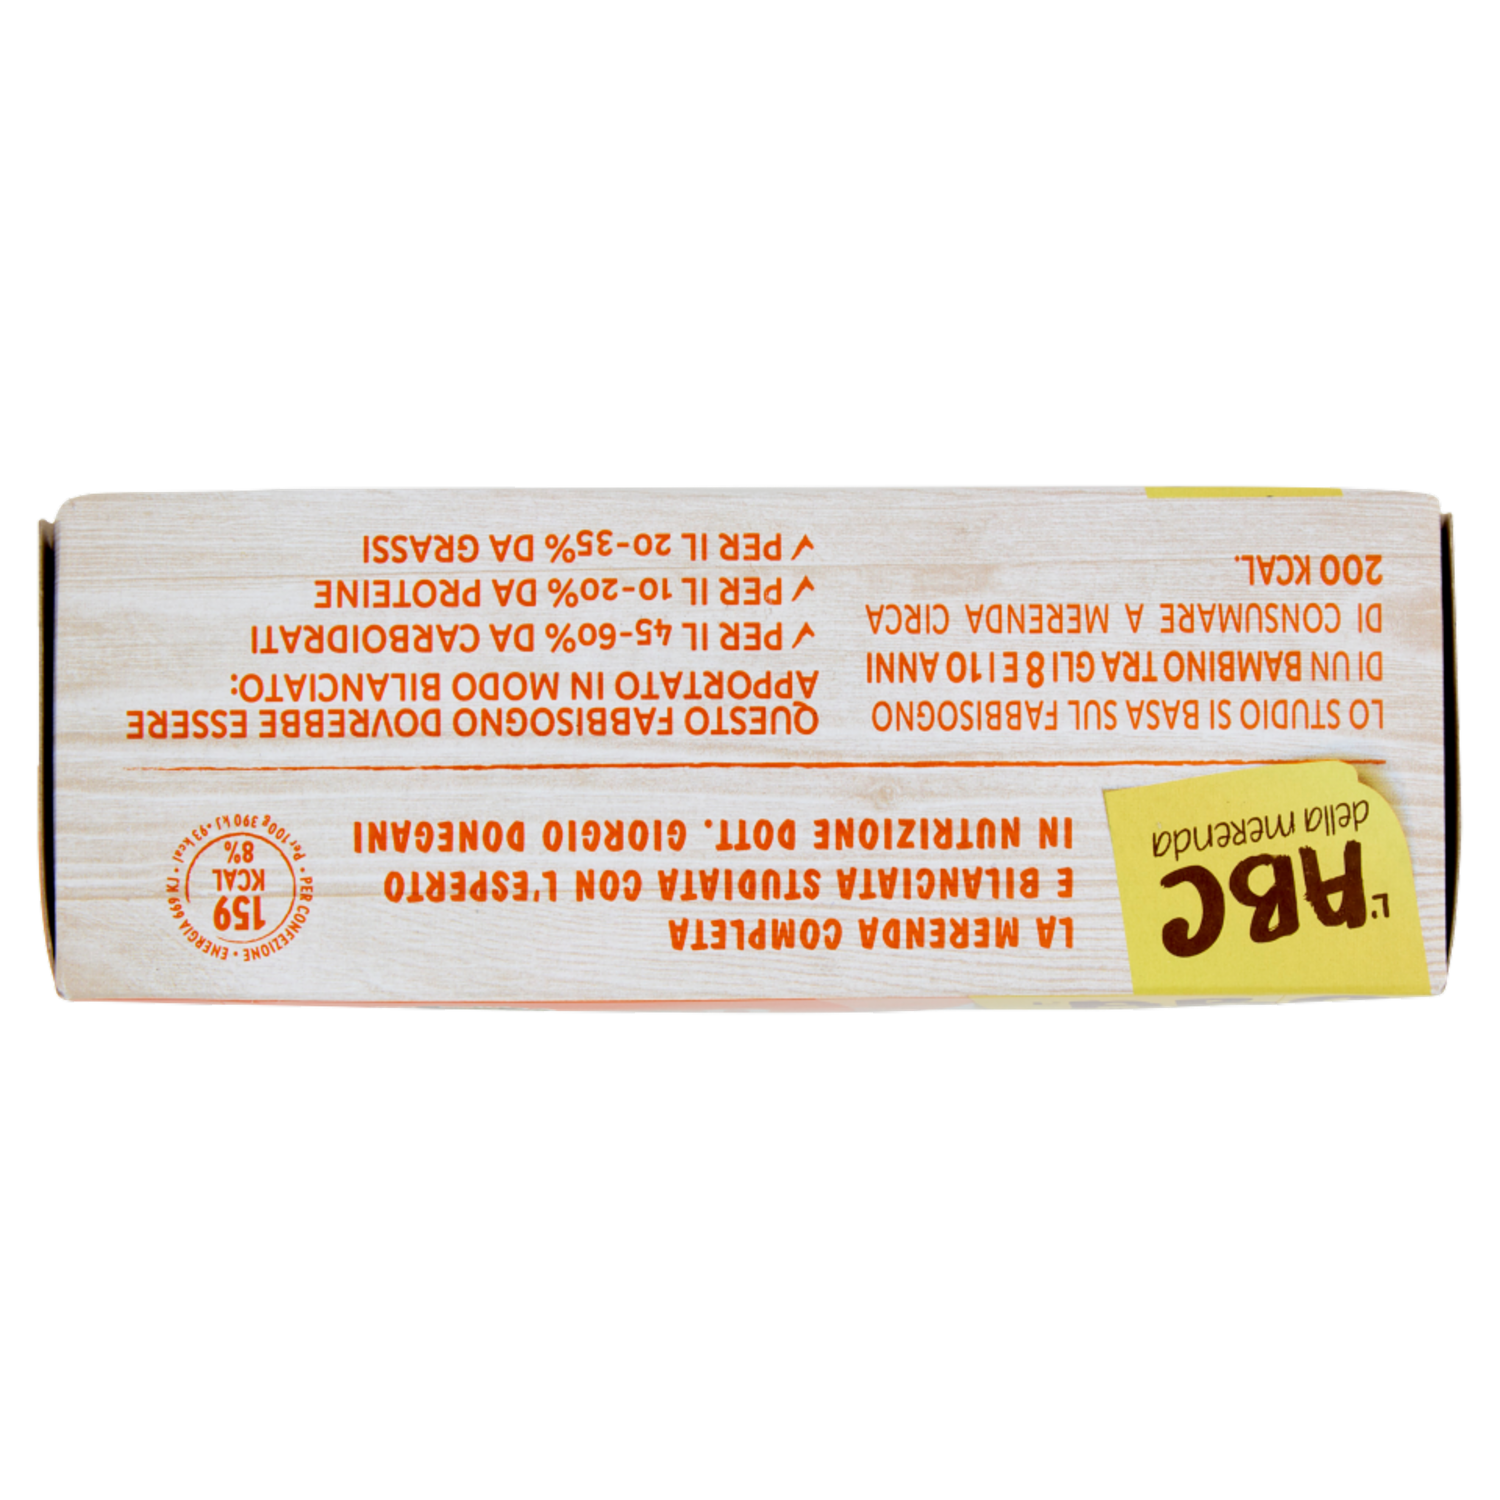 L'ABC
della merenda
LA MERENDA COMPLETA
E BILANCIATA STUDIATA CON L'ESPERTO
IN NUTRIZIONE DOTT. GIORGIO DONEGANI
PER CONFEZIONE • ENERGIA 666 KJ • Per 100g 390 kJ • 93 kcal •
159
KCAL
8%
LO STUDIO SI BASA SUL FABBISOGNO
DI UN BAMBINO TRA GLI 8 E I 10 ANNI
DI CONSUMARE A MERENDA CIRCA
200 KCAL.
QUESTO FABBISOGNO DOVREBBE ESSERE
APPORTATO IN MODO BILANCIATO:
✓ PER IL 45-60% DA CARBOIDRATI
✓ PER IL 10-20% DA PROTEINE
✓ PER IL 20-35% DA GRASSI